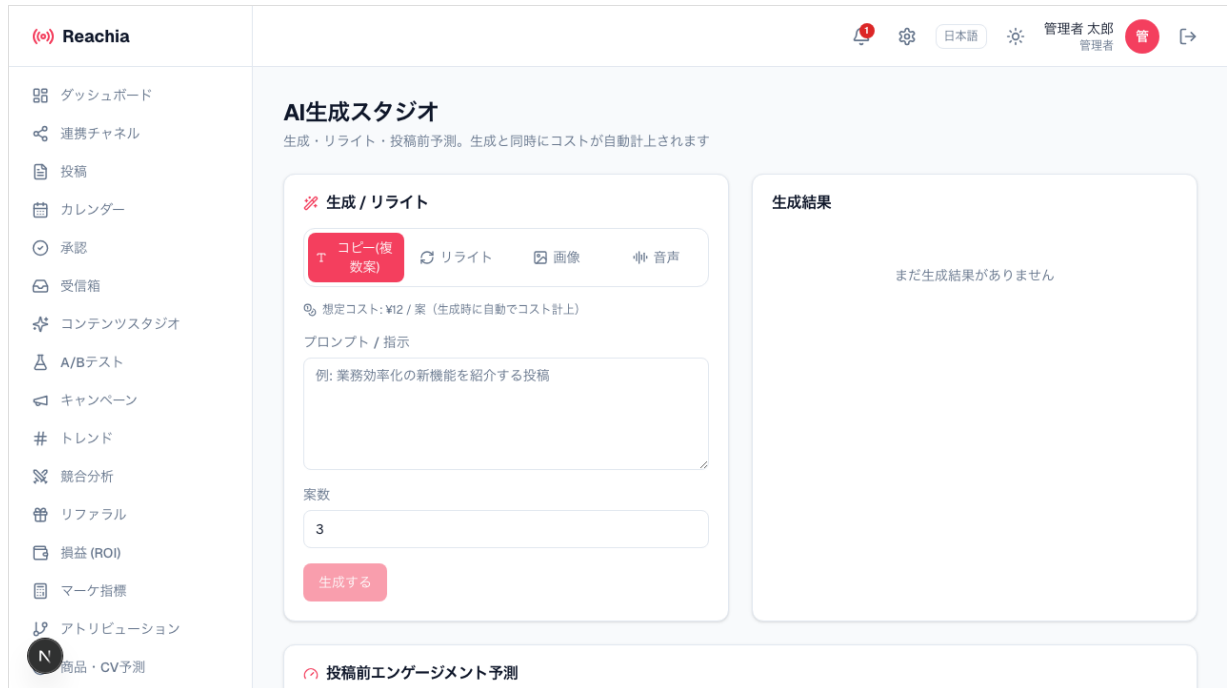 Reachia
1
日本語
管理者 太郎
管理者
管
ダッシュボード
連携チャネル
投稿
カレンダー
承認
受信箱
コンテンツスタジオ
A/Bテスト
キャンペーン
トレンド
競合分析
リファラル
損益 (ROI)
マーケ指標
アトリビューション
商品・CV予測
N
AI生成スタジオ
生成・リライト・投稿前予測。生成と同時にコストが自動計上されます
生成 / リライト
コピー(複
数案)
リライト
画像
音声
想定コスト: ¥12 / 案（生成時に自動でコスト計上）
プロンプト / 指示
例: 業務効率化の新機能を紹介する投稿
案数
3
生成する
生成結果
まだ生成結果がありません
投稿前エンゲージメント予測